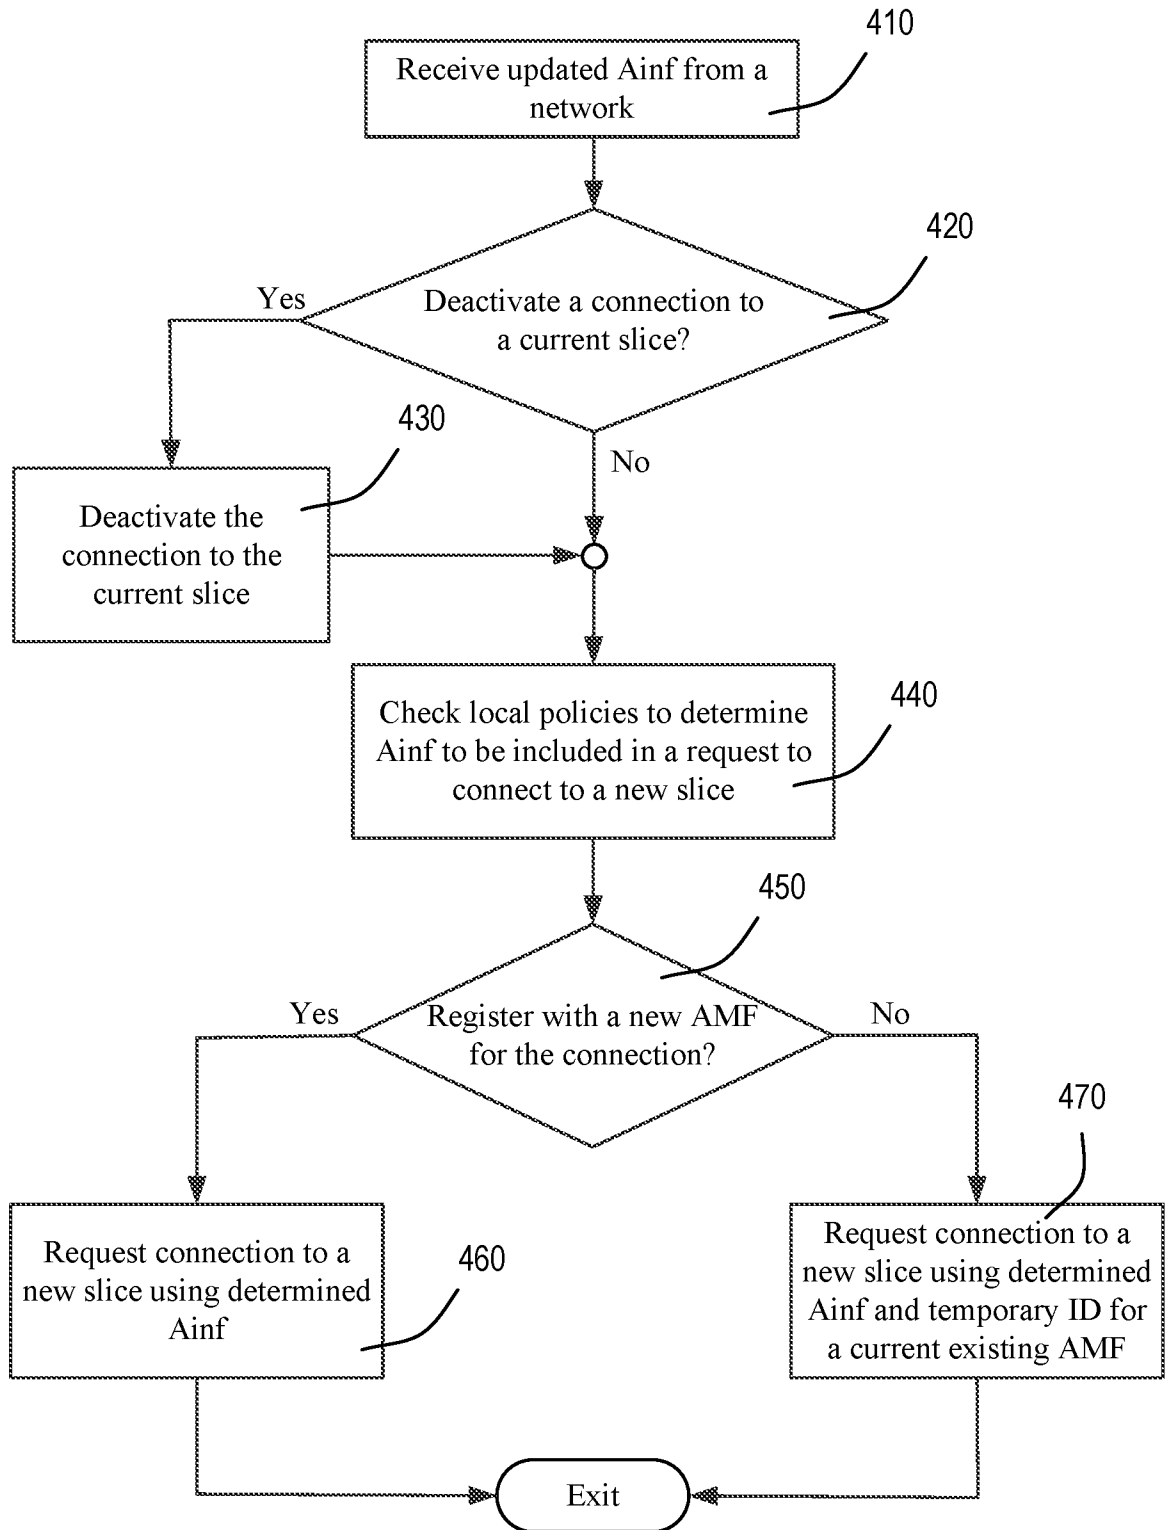 410
Receive updated Ainf from a
network
420
Yes
Deactivate a connection to
a current slice?
430
No
Deactivate the
connection to the
current slice
440
Check local policies to determine
Ainf to be included in a request to
connect to a new slice
450
Yes
Register with a new AMF
for the connection?
No
470
Request connection to a
new slice using determined
Ainf
460
Request connection to a
new slice using determined
Ainf and temporary ID for
a current existing AMF
Exit